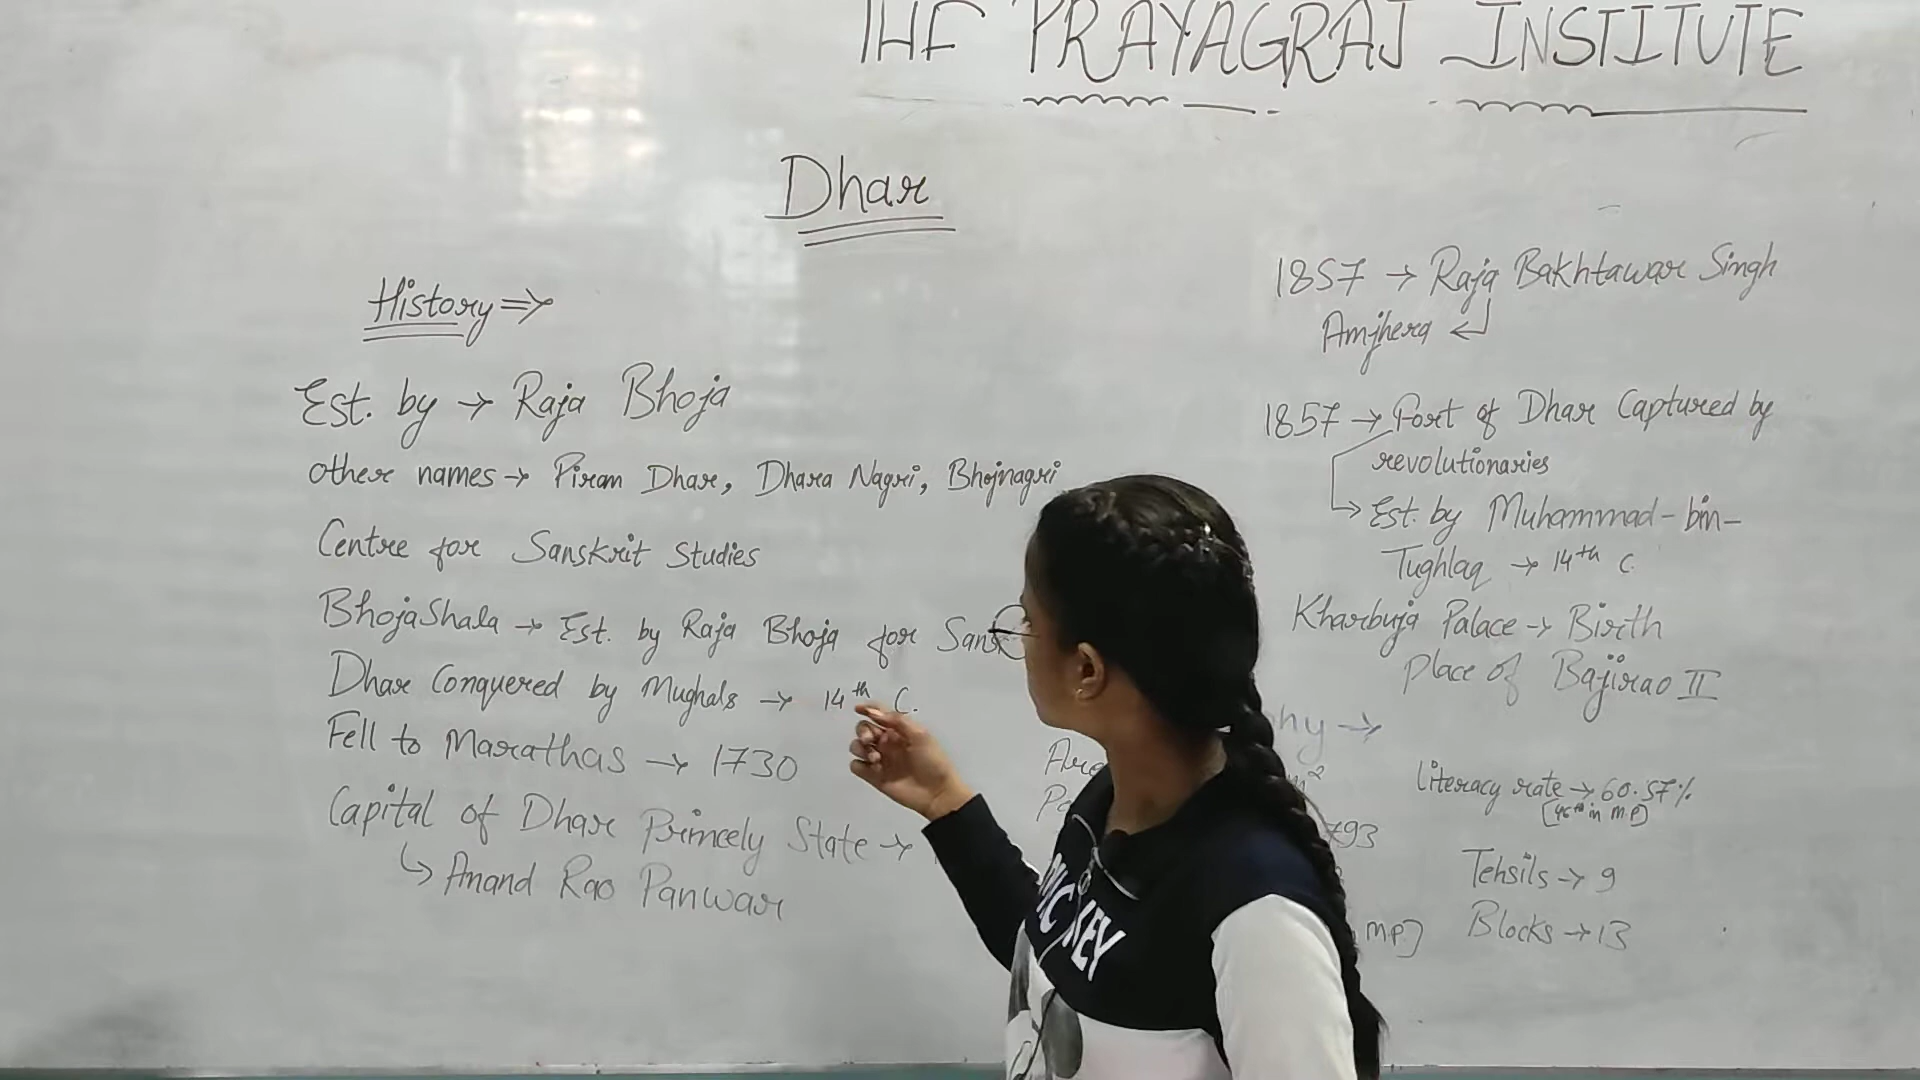 THE PRAYAGRAJ INSTITUTE
Dhar
History =>
Est. by → Raja Bhoja
Other names → Piran Dhar, Dhara Nagri, Bhojnagri
Centre for Sanskrit Studies
BhojaShala → Est. by Raja Bhoja for
Dhar Conquered by Mughals → 14th C.
Fell to Marathas → 1730
Capital of Dhar Princely State →
↳ Anand Rao Panwar
1857 → Raja Bakhtawar Singh
Amjhera ↵
1857 → Fort of Dhar Captured by
revolutionaries
↳ Est. by Muhammad-bin-
Tughlaq → 14th C.
Kharbuja Palace → Birth
place of Bajirao II
literacy rate → 60.57%
Tehsils → 9
M.P.] Blocks → 13
MICKEY